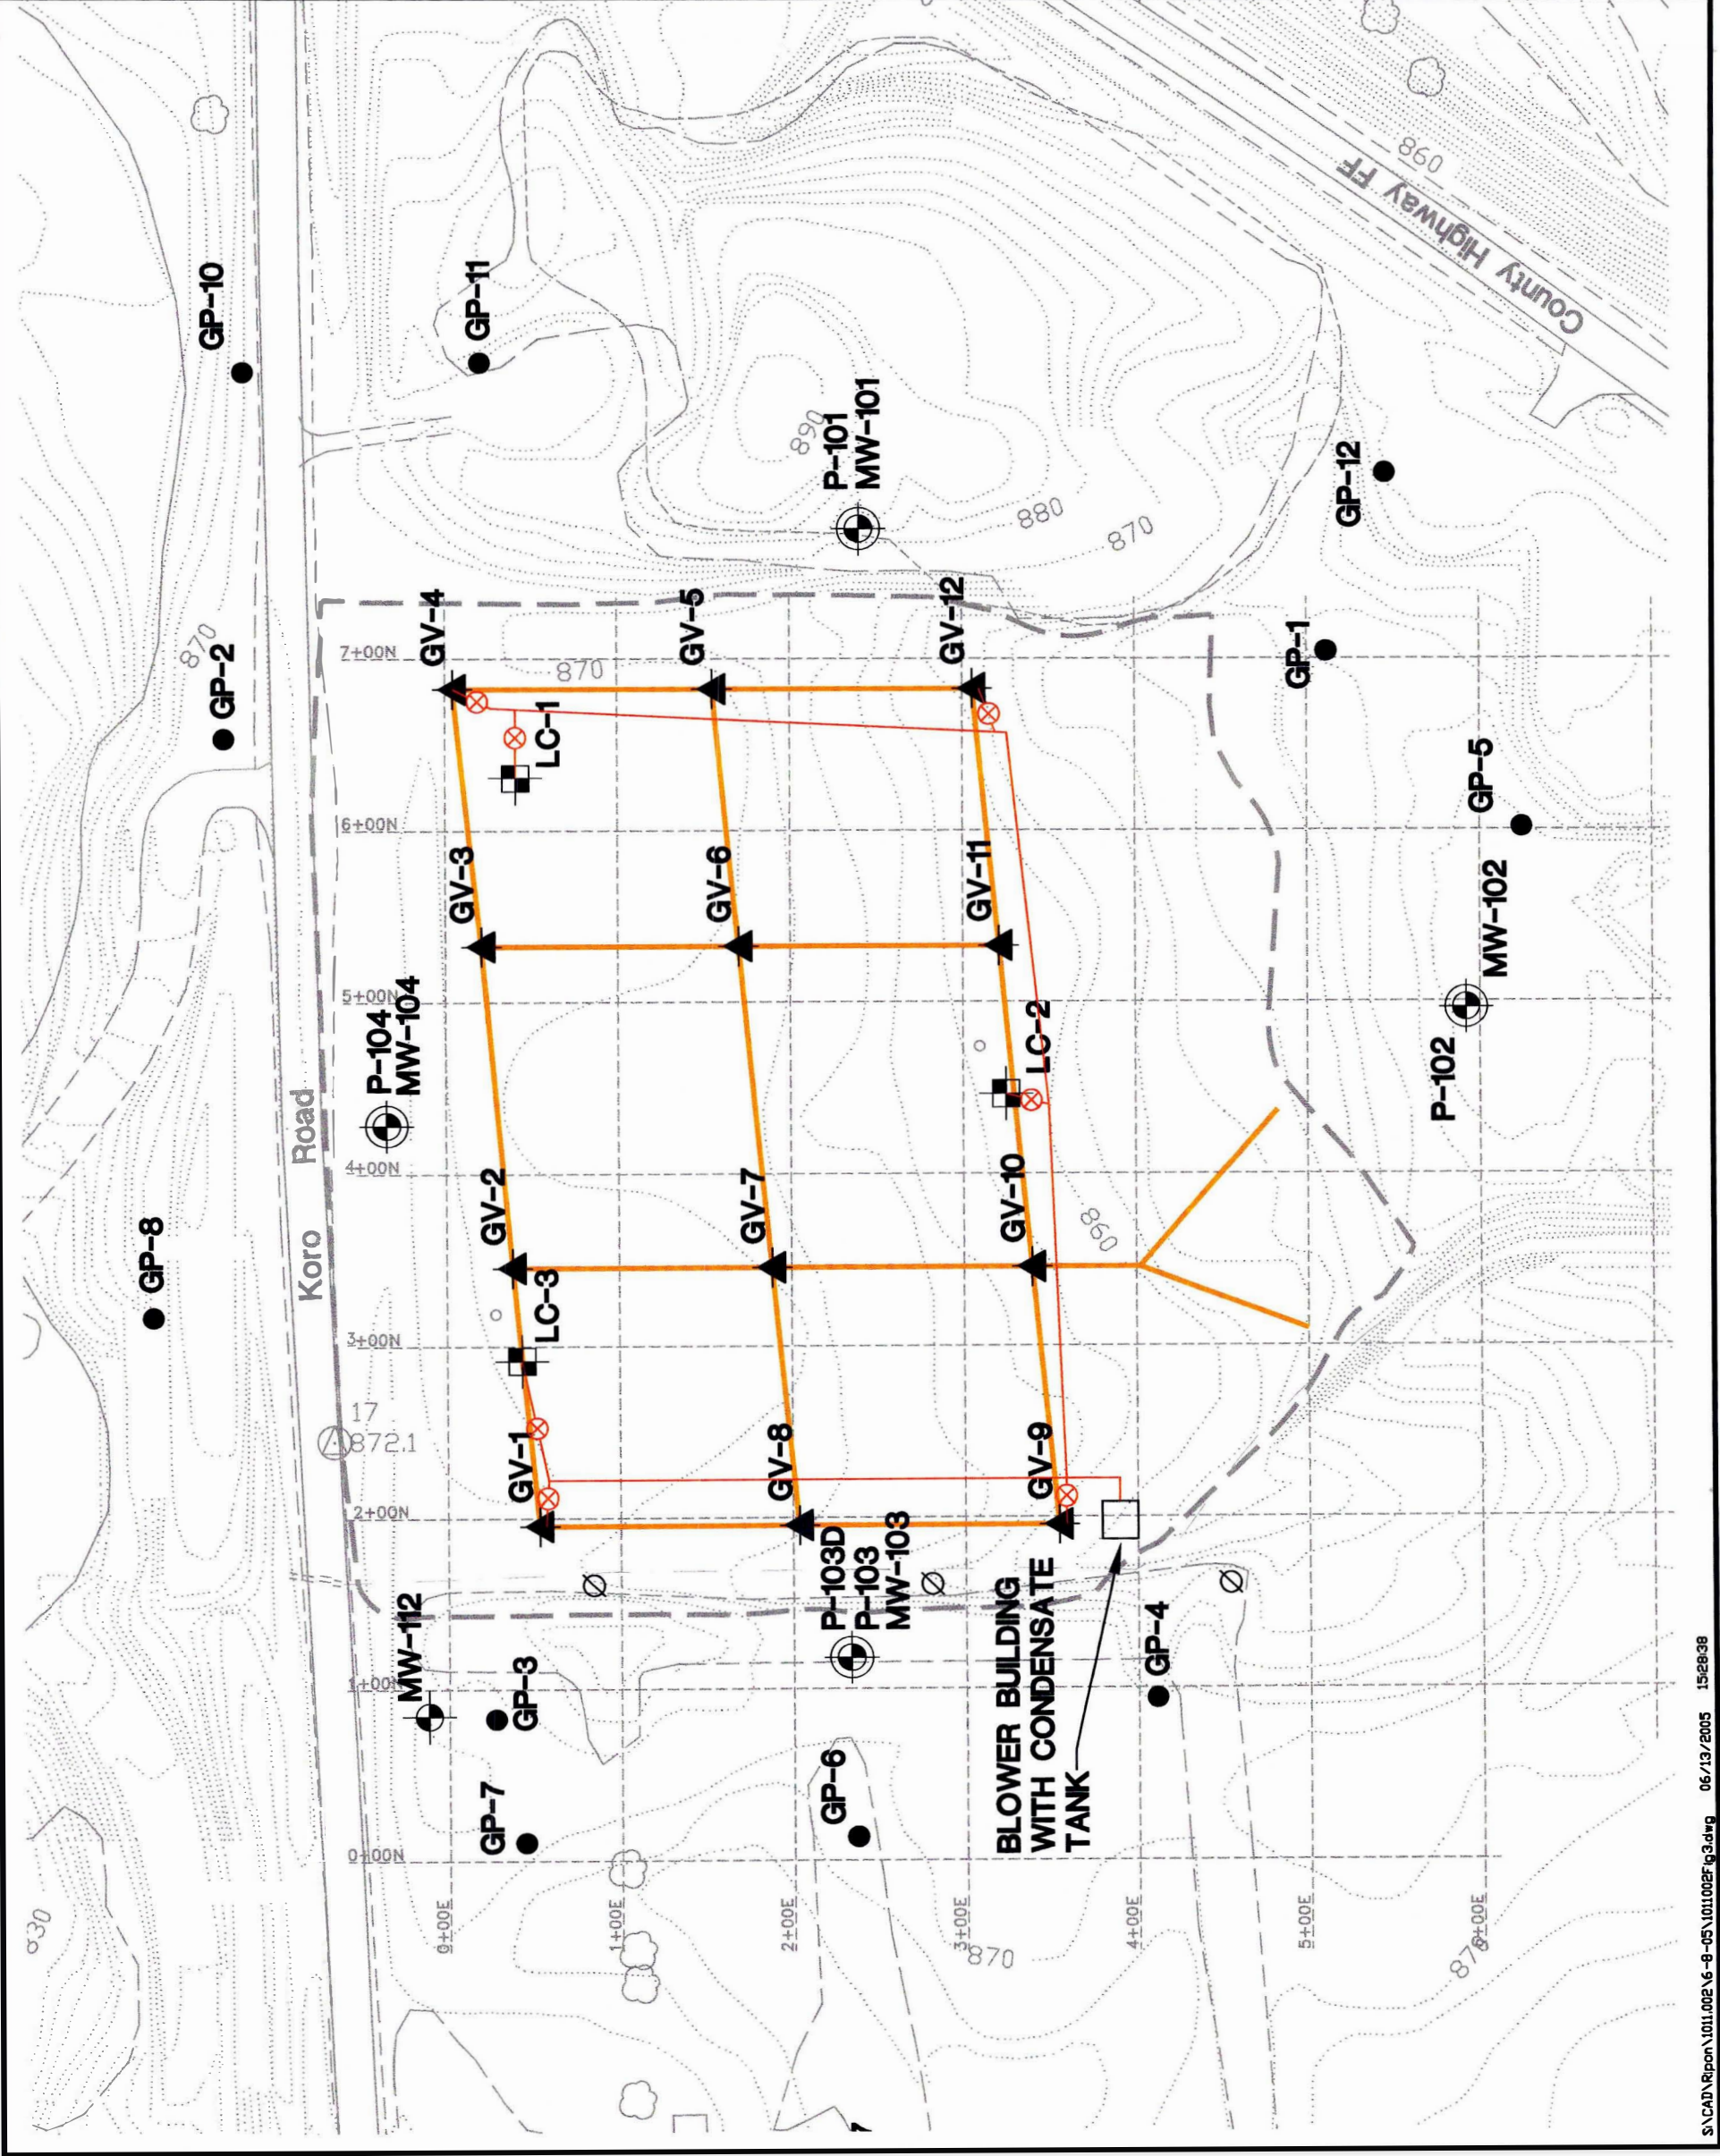 GP-10
GP-11
870
GP-2
GV-4
7+00N
870
GV-5
GV-12
P-101
MW-101
890
880
870
860
County Highway FF
GP-12
GP-1
LC-1
6+00N
GV-3
GV-6
GV-11
GP-5
MW-102
P-102
5+00N
P-104
MW-104
LC-2
Koro Road
4+00N
GP-8
GV-2
GV-7
GV-10
860
LC-3
3+00N
17
872.1
GV-1
GV-8
GV-9
2+00N
P-103D
P-103
MW-103
MW-112
1+00N
GP-3
GP-4
BLOWER BUILDING
WITH CONDENSATE
TANK
GP-7
GP-6
0+00N
0+00E
1+00E
2+00E
3+00E
4+00E
5+00E
6+00E
830
870
870
S:\CAD\Ripon\1011.002\6-8-05\1011002Fig3.dwg 06/13/2005 15:28:38